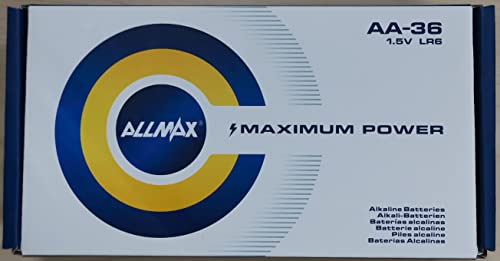 AA-36
1.5V LR6
ALLMAX®
MAXIMUM POWER
Alkaline Batteries
Alkali-Batterien
Baterías alcalinas
Batterie alcaline
Piles alcaline
Baterias Alcalinas